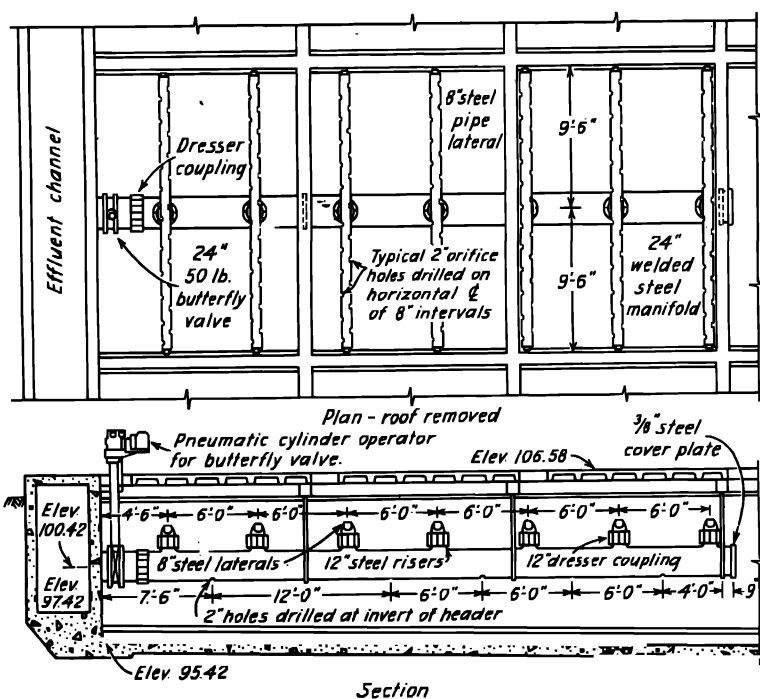 Effluent channel
Dresser
coupling
8" steel
pipe
lateral
9'-6"
24"
50 lb.
butterfly
valve
Typical 2" orifice
holes drilled on
horizontal ℄
of 8" intervals
9'-6"
24"
welded
steel
manifold
Plan - roof removed
Pneumatic cylinder operator
for butterfly valve.
Elev. 106.58
3/8" steel
cover plate
Elev.
100.42
Elev.
97.42
4'-6" 6'-0" 6'-0" 6'-0" 6'-0" 6'-0" 6'-0"
8" steel laterals
12" steel risers
12" dresser coupling
7'-6" 12'-0" 6'-0" 6'-0" 6'-0" 4'-0" 9"
2" holes drilled at invert of header
Elev. 95.42
Section